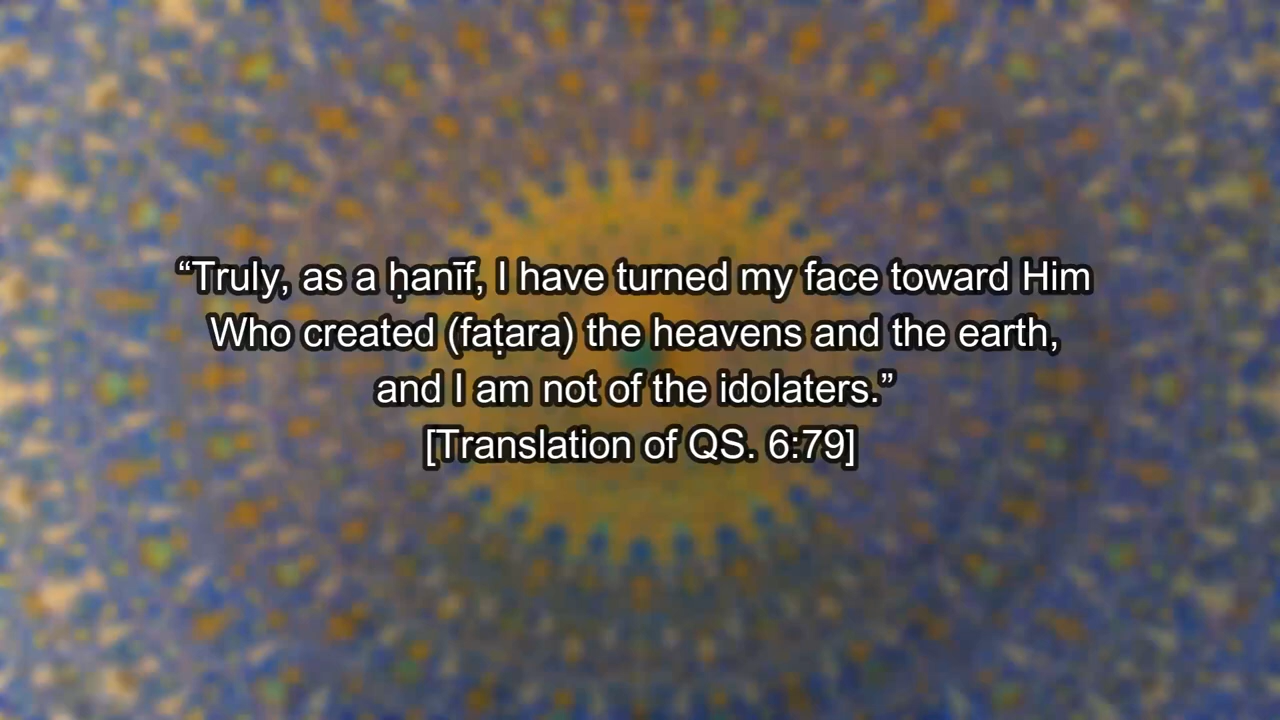 “Truly, as a ḥanīf, I have turned my face toward Him
Who created (faṭara) the heavens and the earth,
and I am not of the idolaters.”
[Translation of QS. 6:79]